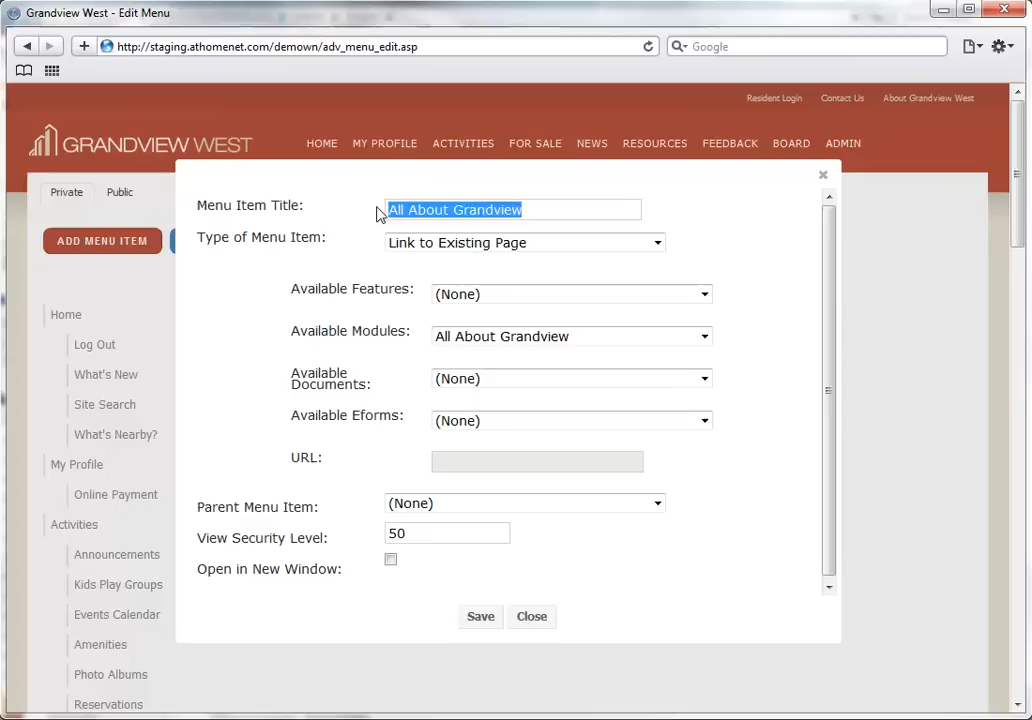 Grandview West - Edit Menu
http://staging.athomenet.com/demown/adv_menu_edit.asp
Google
Resident Login Contact Us About Grandview West
GRANDVIEW WEST
HOME MY PROFILE ACTIVITIES FOR SALE NEWS RESOURCES FEEDBACK BOARD ADMIN
Private Public
ADD MENU ITEM
Home
Log Out
What's New
Site Search
What's Nearby?
My Profile
Online Payment
Activities
Announcements
Kids Play Groups
Events Calendar
Amenities
Photo Albums
Reservations
Menu Item Title: All About Grandview
Type of Menu Item: Link to Existing Page
Available Features: (None)
Available Modules: All About Grandview
Available
Documents: (None)
Available Eforms: (None)
URL:
Parent Menu Item: (None)
View Security Level: 50
Open in New Window:
Save Close